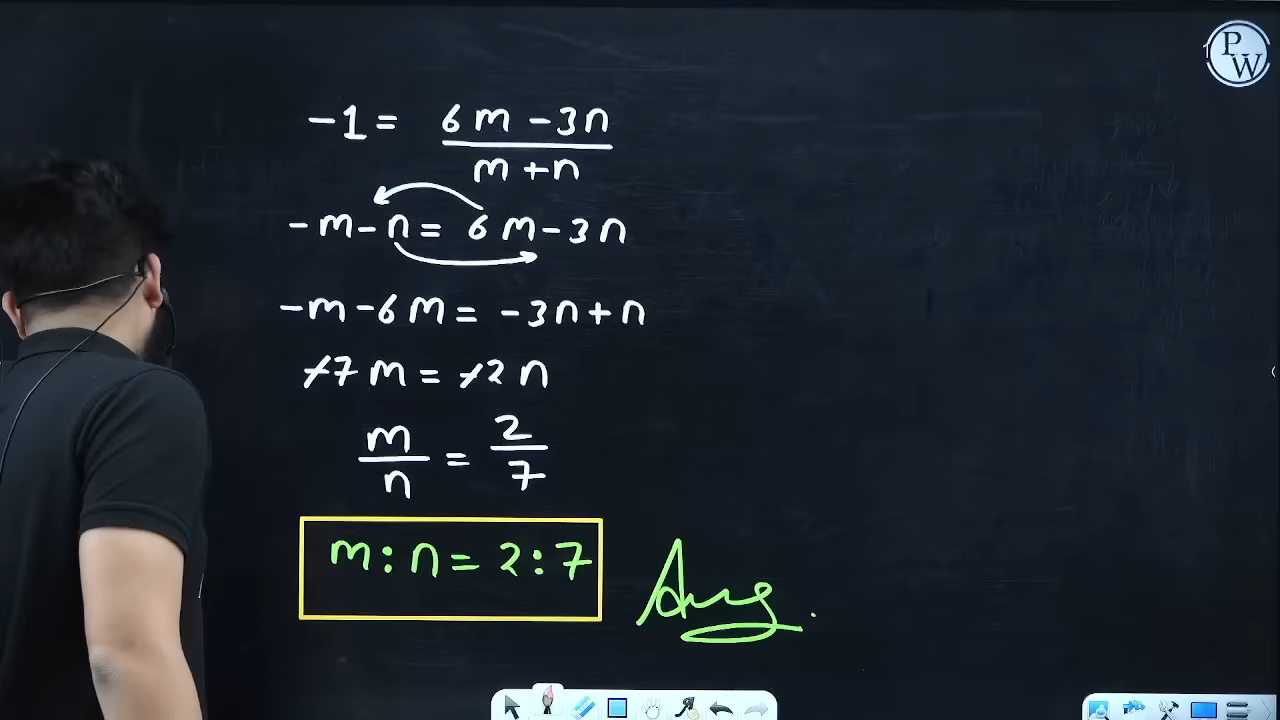 PW
-1 = 6m - 3n / m + n
-m - n = 6m - 3n
-m - 6m = -3n + n
-7m = -2n
m/n = 2/7
m : n = 2 : 7
Ans.